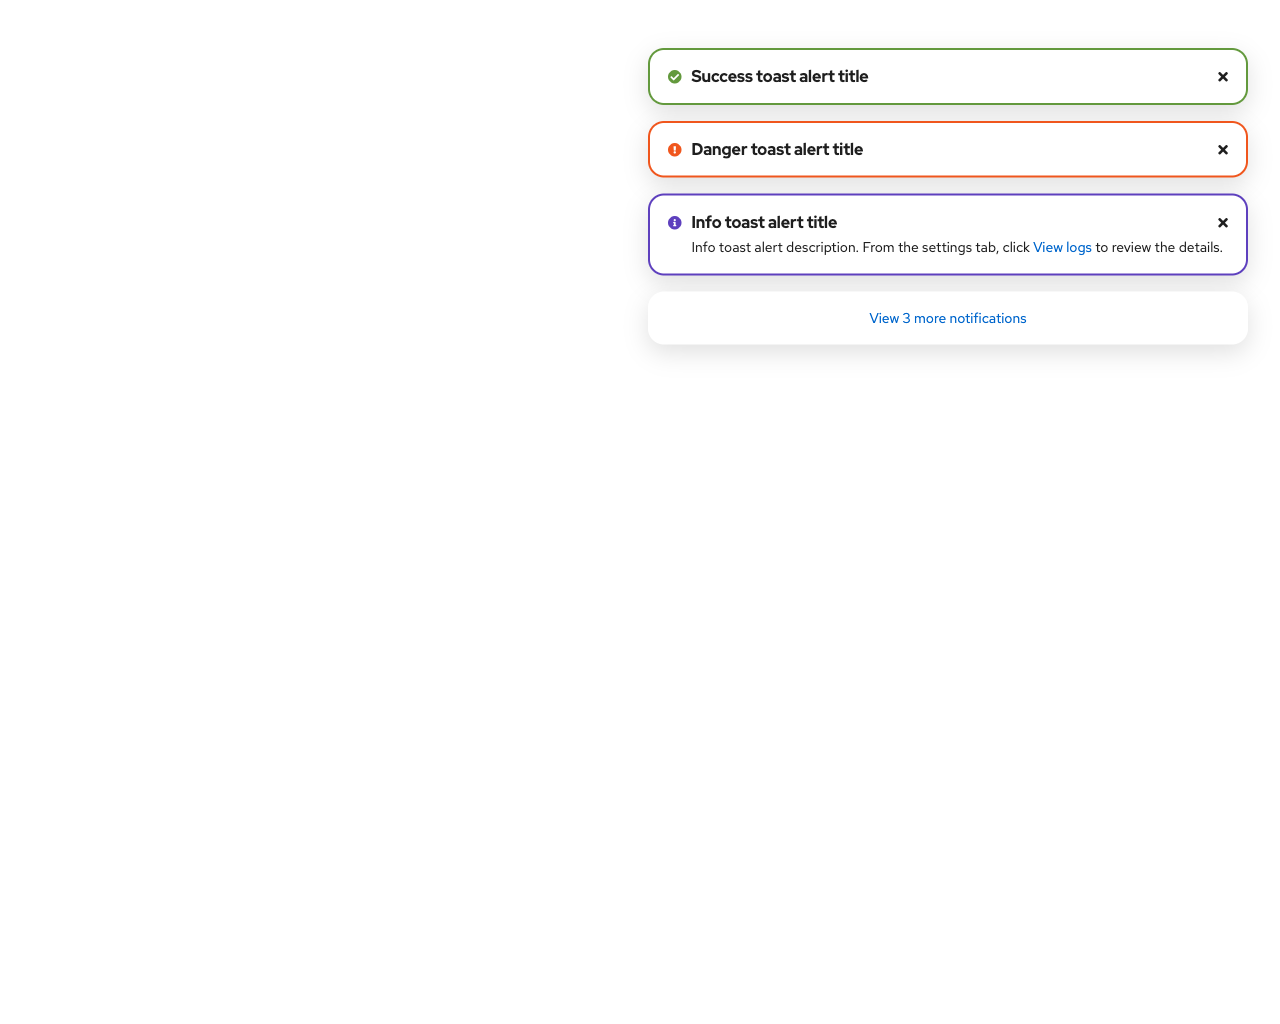 Success toast alert title
Danger toast alert title
Info toast alert title
Info toast alert description. From the settings tab, click View logs to review the details.
View 3 more notifications